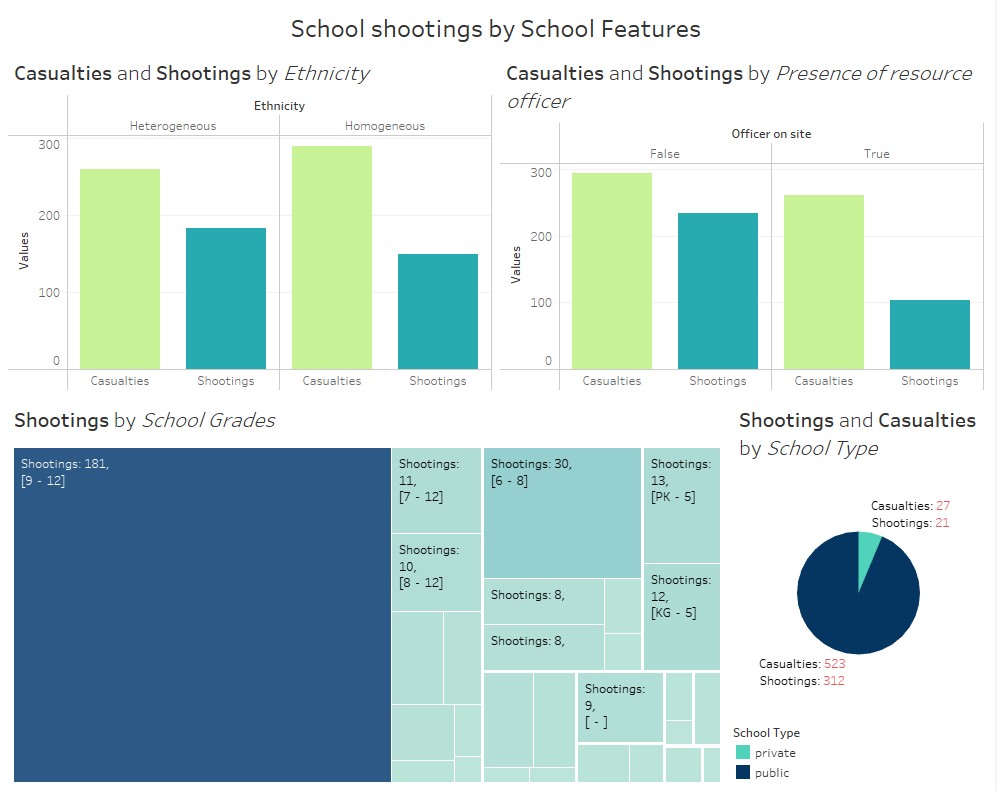 School shootings by School Features
Casualties and Shootings by Ethnicity
Ethnicity
Heterogeneous
Homogeneous
300
200
100
0
Values
Casualties
Shootings
Casualties
Shootings
Casualties and Shootings by Presence of resource
officer
Officer on site
False
True
300
200
100
0
Values
Casualties
Shootings
Casualties
Shootings
Shootings by School Grades
Shootings: 181,
[9 - 12]
Shootings:
11,
[7 - 12]
Shootings:
10,
[8 - 12]
Shootings: 30,
[6 - 8]
Shootings: 8,
Shootings: 8,
Shootings:
13,
[PK - 5]
Shootings:
12,
[KG - 5]
Shootings:
9,
[ - ]
Shootings and Casualties
by School Type
Casualties: 27
Shootings: 21
Casualties: 523
Shootings: 312
School Type
private
public